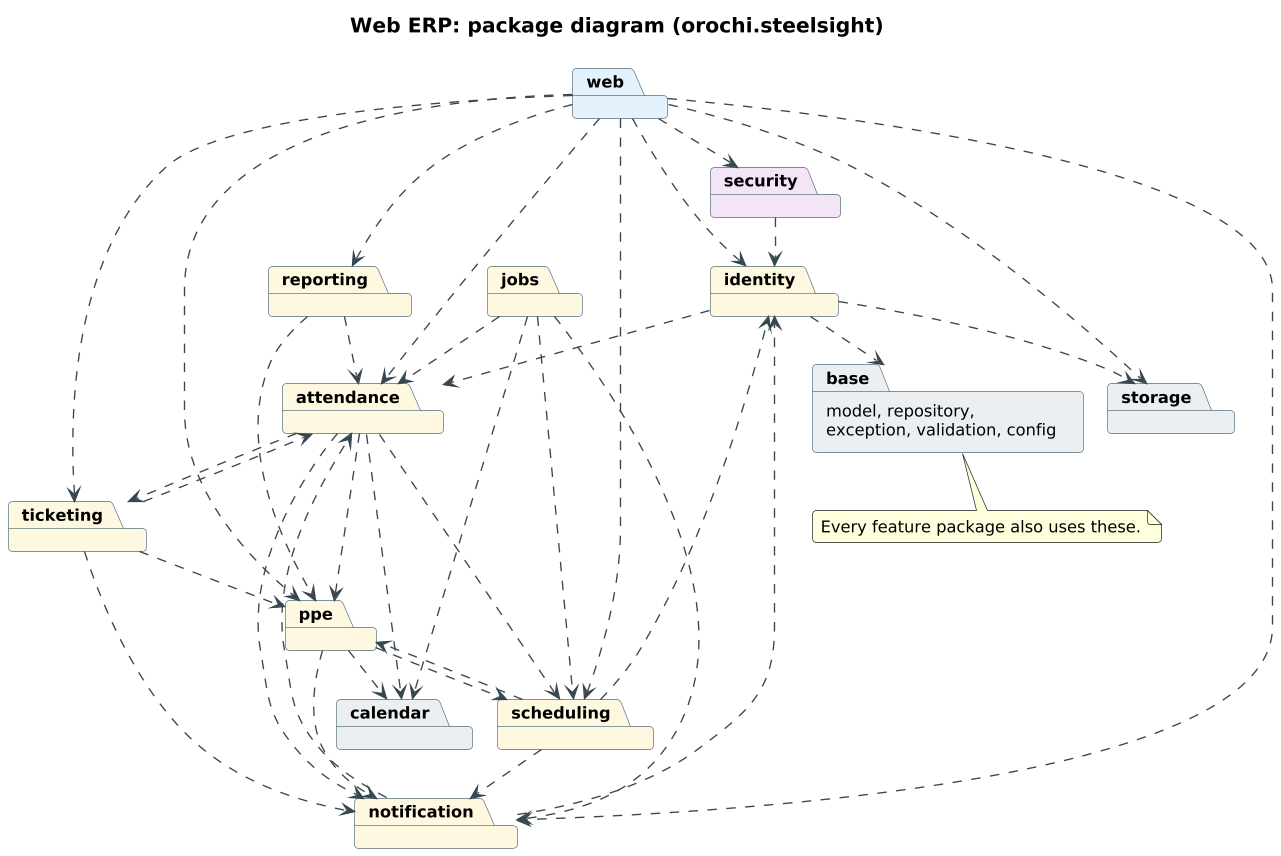 Web ERP: package diagram (orochi.steelsight)
web
security
reporting
jobs
identity
base
model, repository,
exception, validation, config
storage
attendance
ticketing
Every feature package also uses these.
ppe
calendar
scheduling
notification